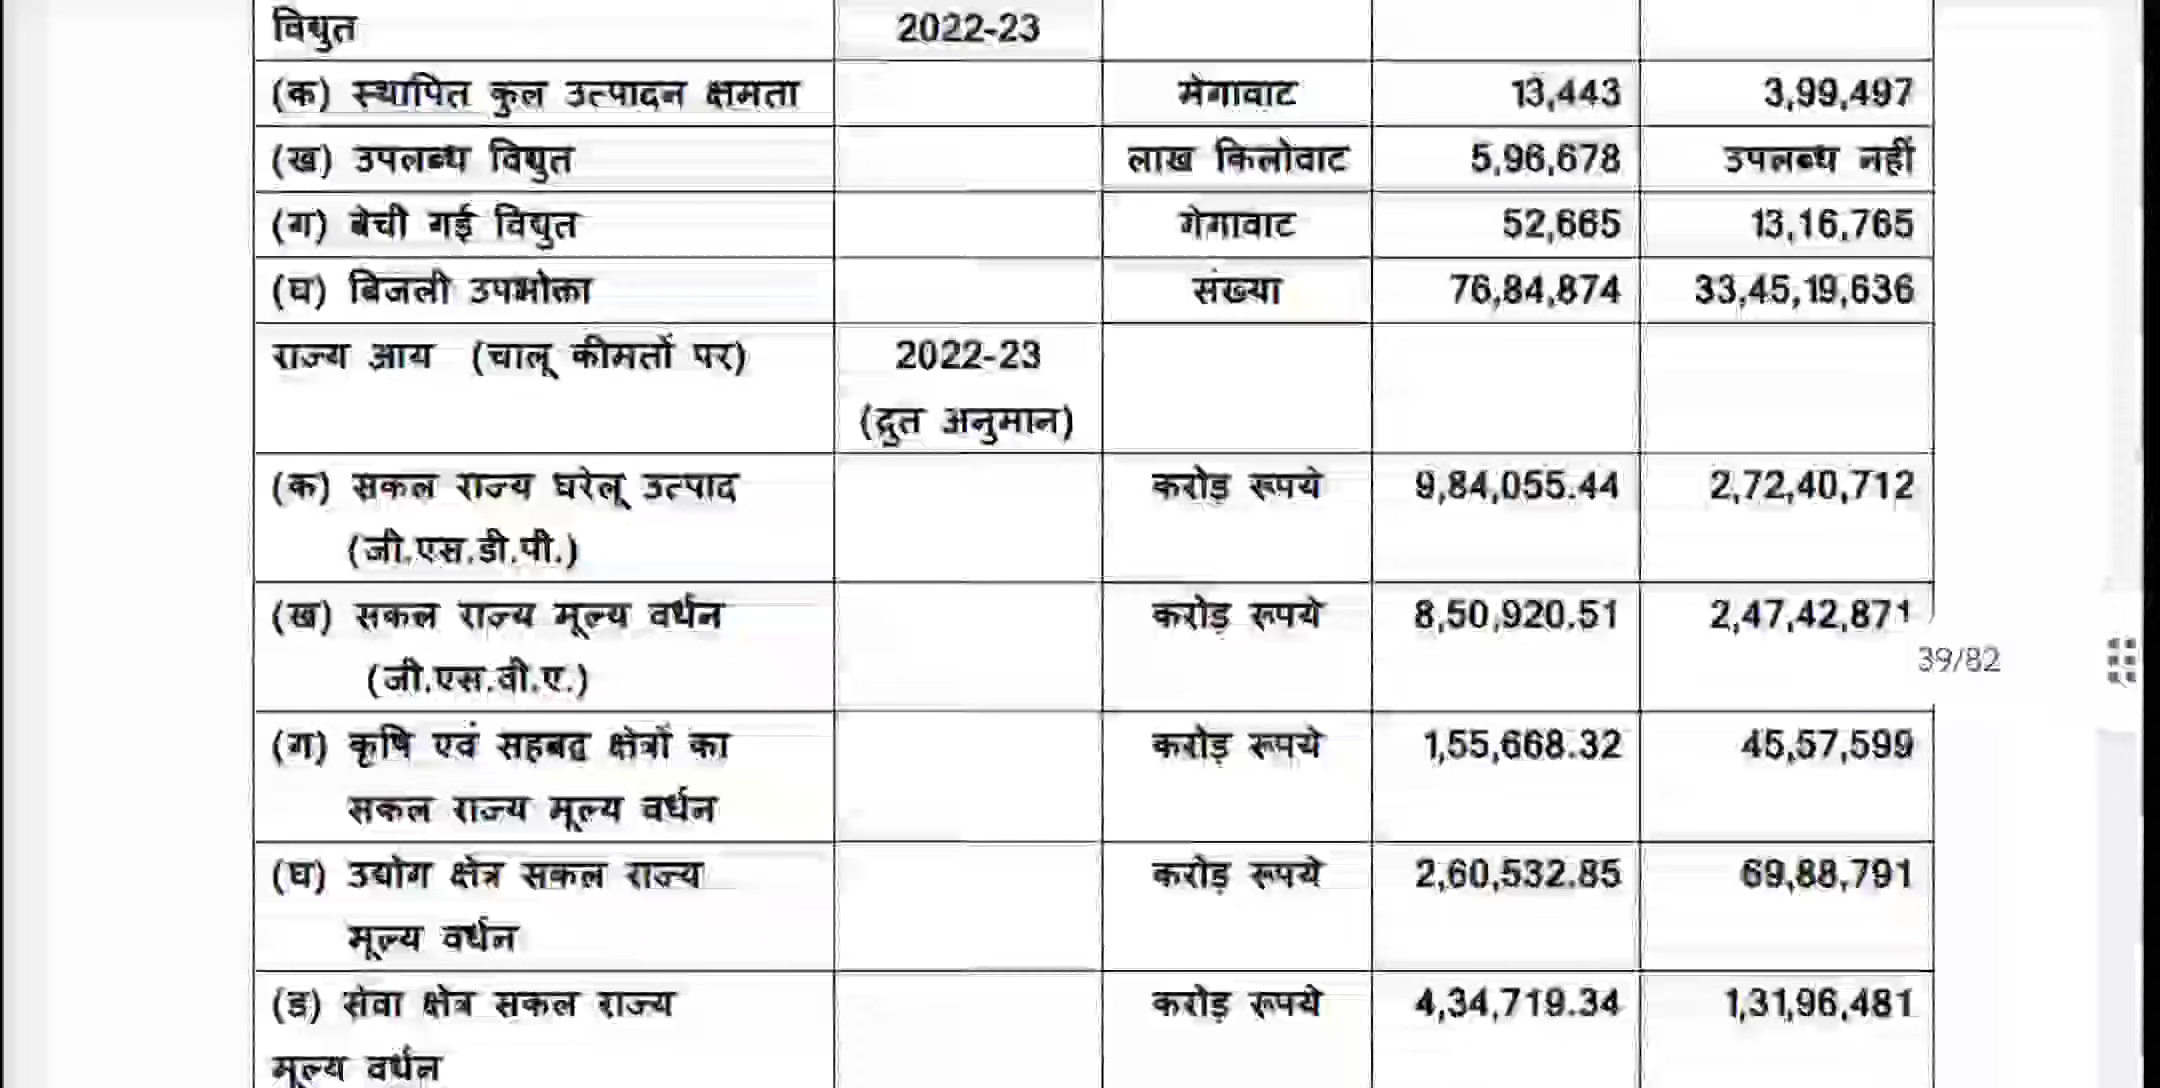 विद्युत 2022-23
(क) स्थापित कुल उत्पादन क्षमता मेगावाट 13,443 3,99,497
(ख) उपलब्ध विद्युत लाख किलोवाट 5,96,678 उपलब्ध नहीं
(ग) बेची गई विद्युत गेगावाट 52,665 13,16,765
(घ) बिजली उपभोक्ता संख्या 76,84,874 33,45,19,636
राज्य आय (चालू कीमतों पर) 2022-23
(द्रुत अनुमान)
(क) सकल राज्य घरेलू उत्पाद करोड़ रूपये 9,84,055.44 2,72,40,712
(जी.एस.डी.पी.)
(ख) सकल राज्य मूल्य वर्धन करोड़ रूपये 8,50,920.51 2,47,42,871
39/82
(जी.एस.वी.ए.)
(ग) कृषि एवं सहबद्व क्षेत्रों का करोड़ रूपये 1,55,668.32 45,57,599
सकल राज्य मूल्य वर्धन
(घ) उद्योग क्षेत्र सकल राज्य करोड़ रूपये 2,60,532.85 69,88,791
मूल्य वर्धन
(ड) सेवा क्षेत्र सकल राज्य करोड़ रूपये 4,34,719.34 1,31,96,481
मूल्य वर्धन